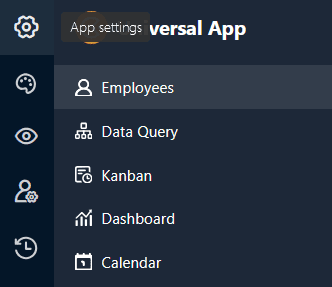 App settings
versal App
Employees
Data Query
Kanban
Dashboard
Calendar